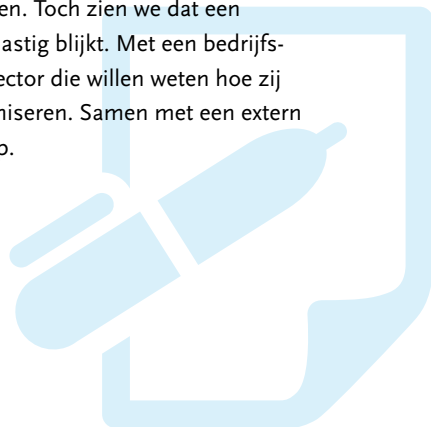 en. Toch zien we dat een
astig blijkt. Met een bedrijfs-
ector die willen weten hoe zij
niseren. Samen met een extern
p.